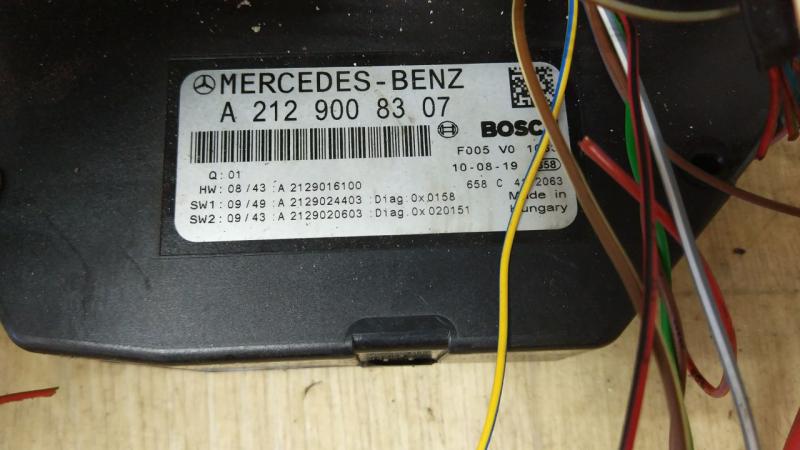 MERCEDES-BENZ
A 212 900 83 07
BOSC
F005 V0
Q: 01
10-08-19
HW: 08/43 :A 2129016100
658 C
SW1: 09/49 :A 2129024403 :Diag:0x0158
Made in
SW2: 09/43 :A 2129020603 :Diag:0x020151
Hungary